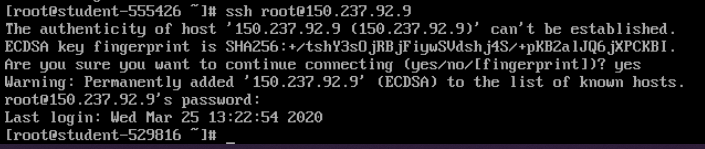 [root@student-555426 ~]# ssh root@150.237.92.9
The authenticity of host '150.237.92.9 (150.237.92.9)' can't be established.
ECDSA key fingerprint is SHA256:+/tshY3sOjRBjFiywSVdshj4S/+pKB2alJQ6jXPCKBI.
Are you sure you want to continue connecting (yes/no/[fingerprint])? yes
Warning: Permanently added '150.237.92.9' (ECDSA) to the list of known hosts.
root@150.237.92.9's password:
Last login: Wed Mar 25 13:22:54 2020
[root@student-529816 ~]# _